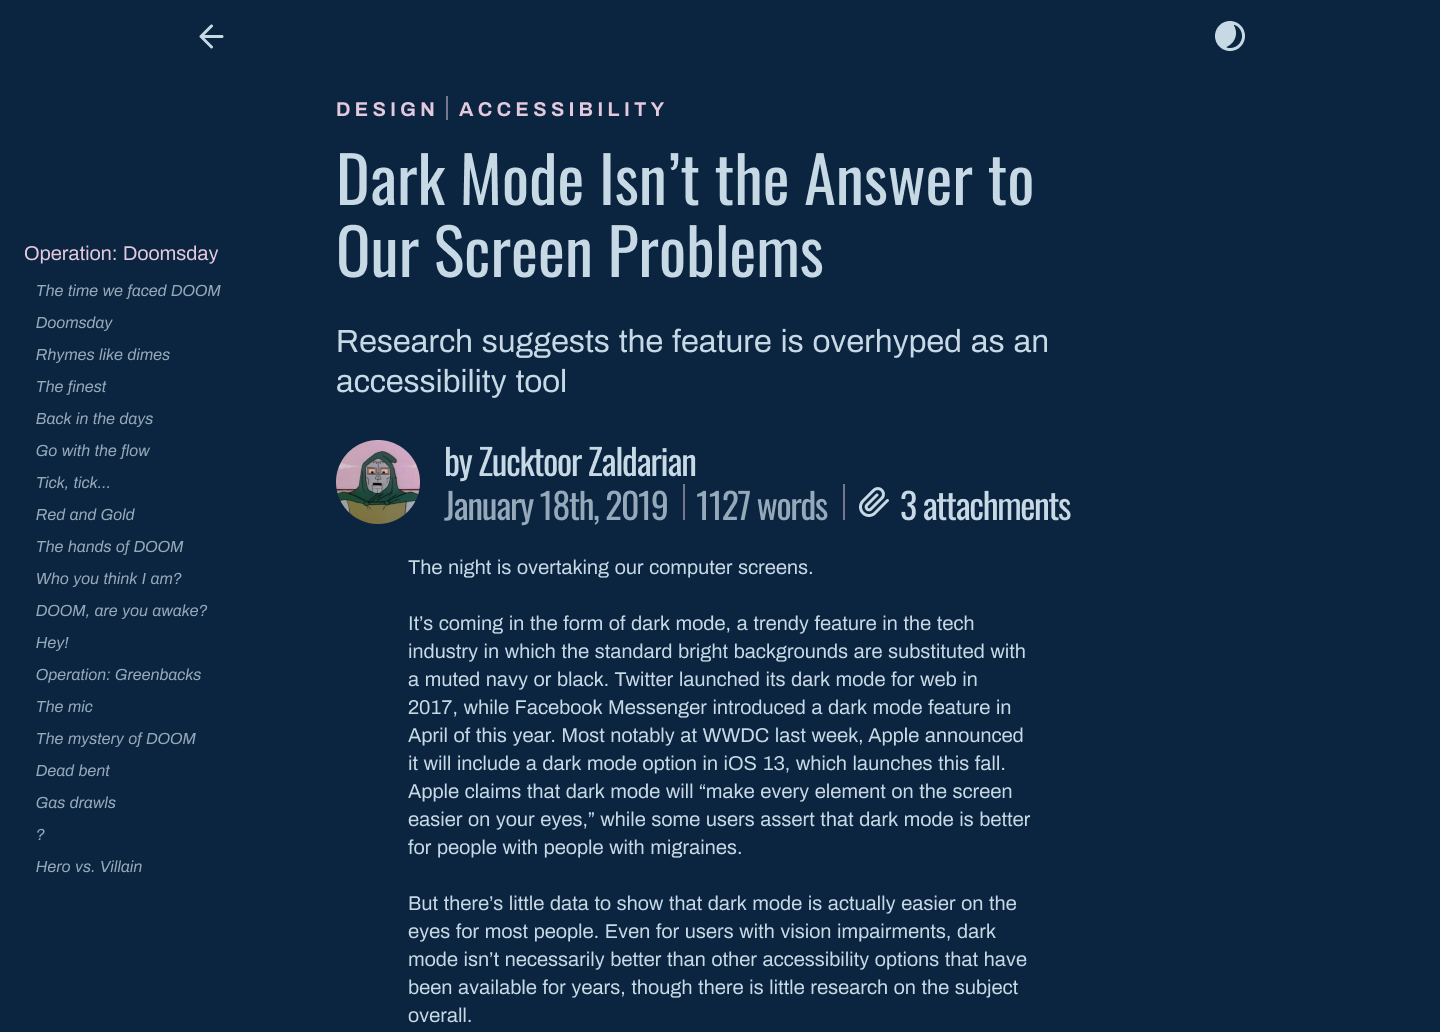 DESIGN | ACCESSIBILITY
Dark Mode Isn’t the Answer to
Our Screen Problems
Research suggests the feature is overhyped as an
accessibility tool
by Zucktoor Zaldarian
January 18th, 2019 | 1127 words | 3 attachments
Operation: Doomsday
The time we faced DOOM
Doomsday
Rhymes like dimes
The finest
Back in the days
Go with the flow
Tick, tick...
Red and Gold
The hands of DOOM
Who you think I am?
DOOM, are you awake?
Hey!
Operation: Greenbacks
The mic
The mystery of DOOM
Dead bent
Gas drawls
?
Hero vs. Villain
The night is overtaking our computer screens.
It’s coming in the form of dark mode, a trendy feature in the tech
industry in which the standard bright backgrounds are substituted with
a muted navy or black. Twitter launched its dark mode for web in
2017, while Facebook Messenger introduced a dark mode feature in
April of this year. Most notably at WWDC last week, Apple announced
it will include a dark mode option in iOS 13, which launches this fall.
Apple claims that dark mode will “make every element on the screen
easier on your eyes,” while some users assert that dark mode is better
for people with people with migraines.
But there’s little data to show that dark mode is actually easier on the
eyes for most people. Even for users with vision impairments, dark
mode isn’t necessarily better than other accessibility options that have
been available for years, though there is little research on the subject
overall.